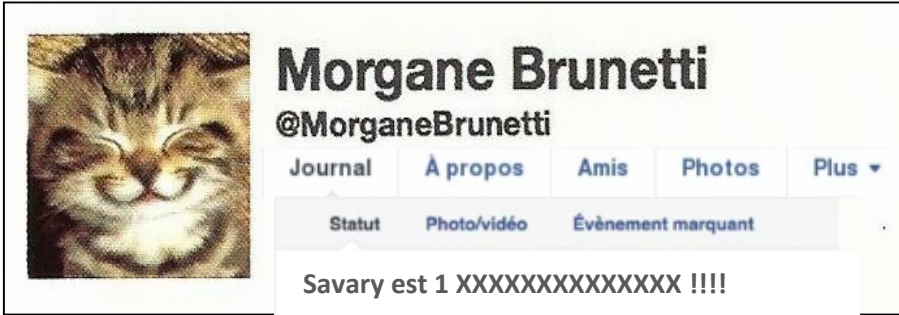 Morgane Brunetti
@MorganeBrunetti
Journal À propos Amis Photos Plus
Statut Photo/vidéo Évènement marquant
Savary est 1 XXXXXXXXXXXXXX !!!!